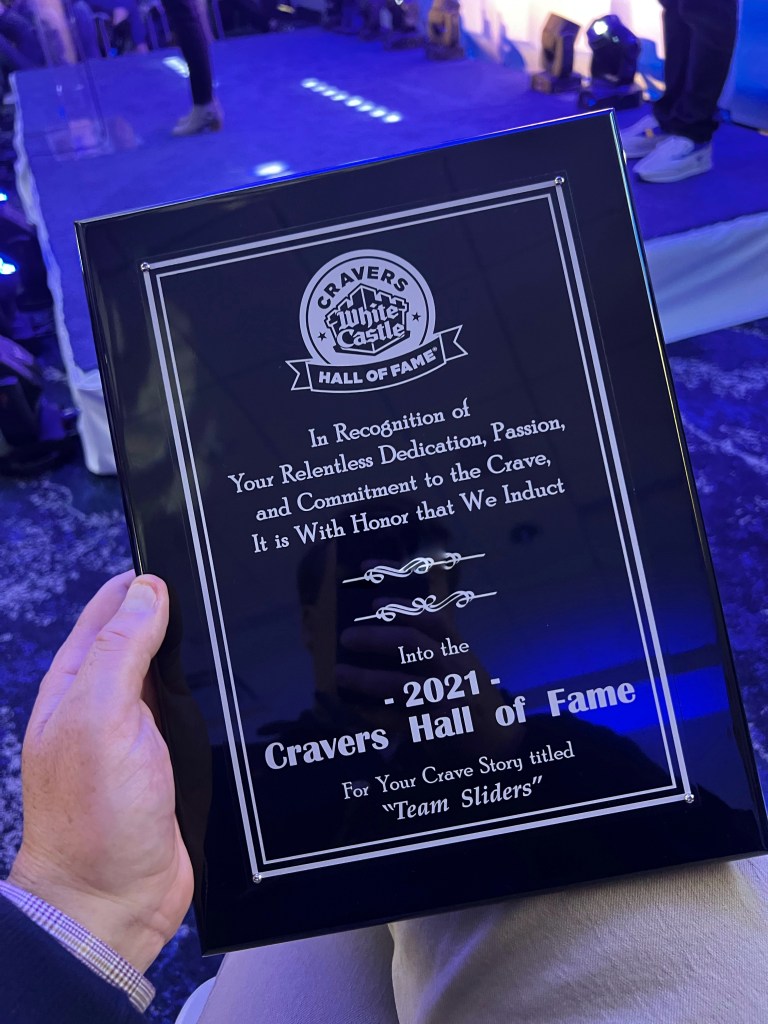 CRAVERS
White
Castle
HALL OF FAME®
In Recognition of
Your Relentless Dedication, Passion,
and Commitment to the Crave,
It is With Honor that We Induct
Into the
- 2021 -
Cravers Hall of Fame
For Your Crave Story titled
“Team Sliders”